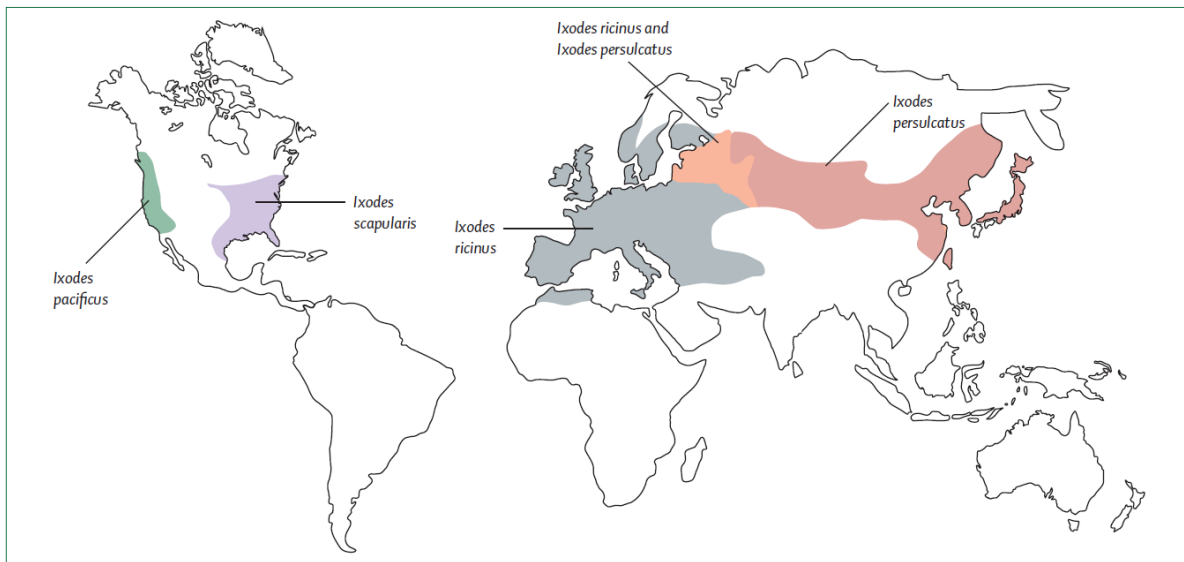 Ixodes ricinus and
Ixodes persulcatus
Ixodes
persulcatus
Ixodes
scapularis
Ixodes
ricinus
Ixodes
pacificus